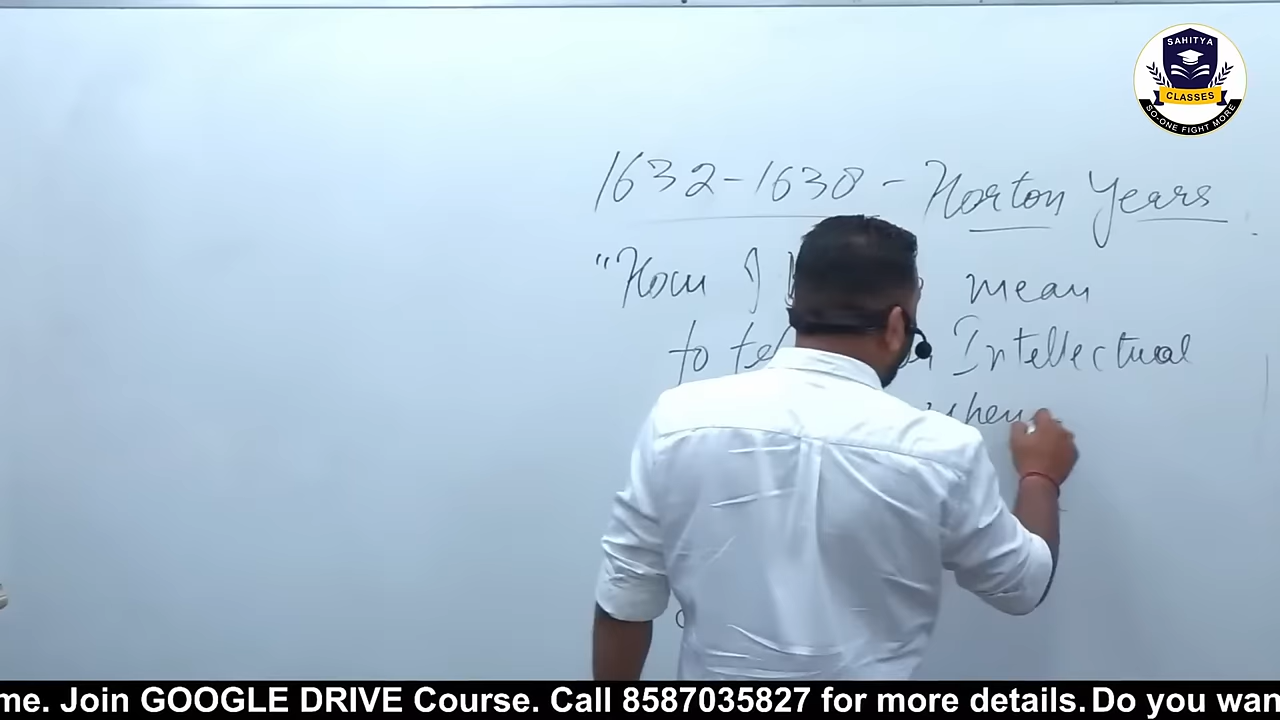 SAHITYA
CLASSES
SO-ONE FIGHT MORE
1632-1638 - Horton Years
"How I mean
to Intellectual
when
me. Join GOOGLE DRIVE Course. Call 8587035827 for more details. Do you wan